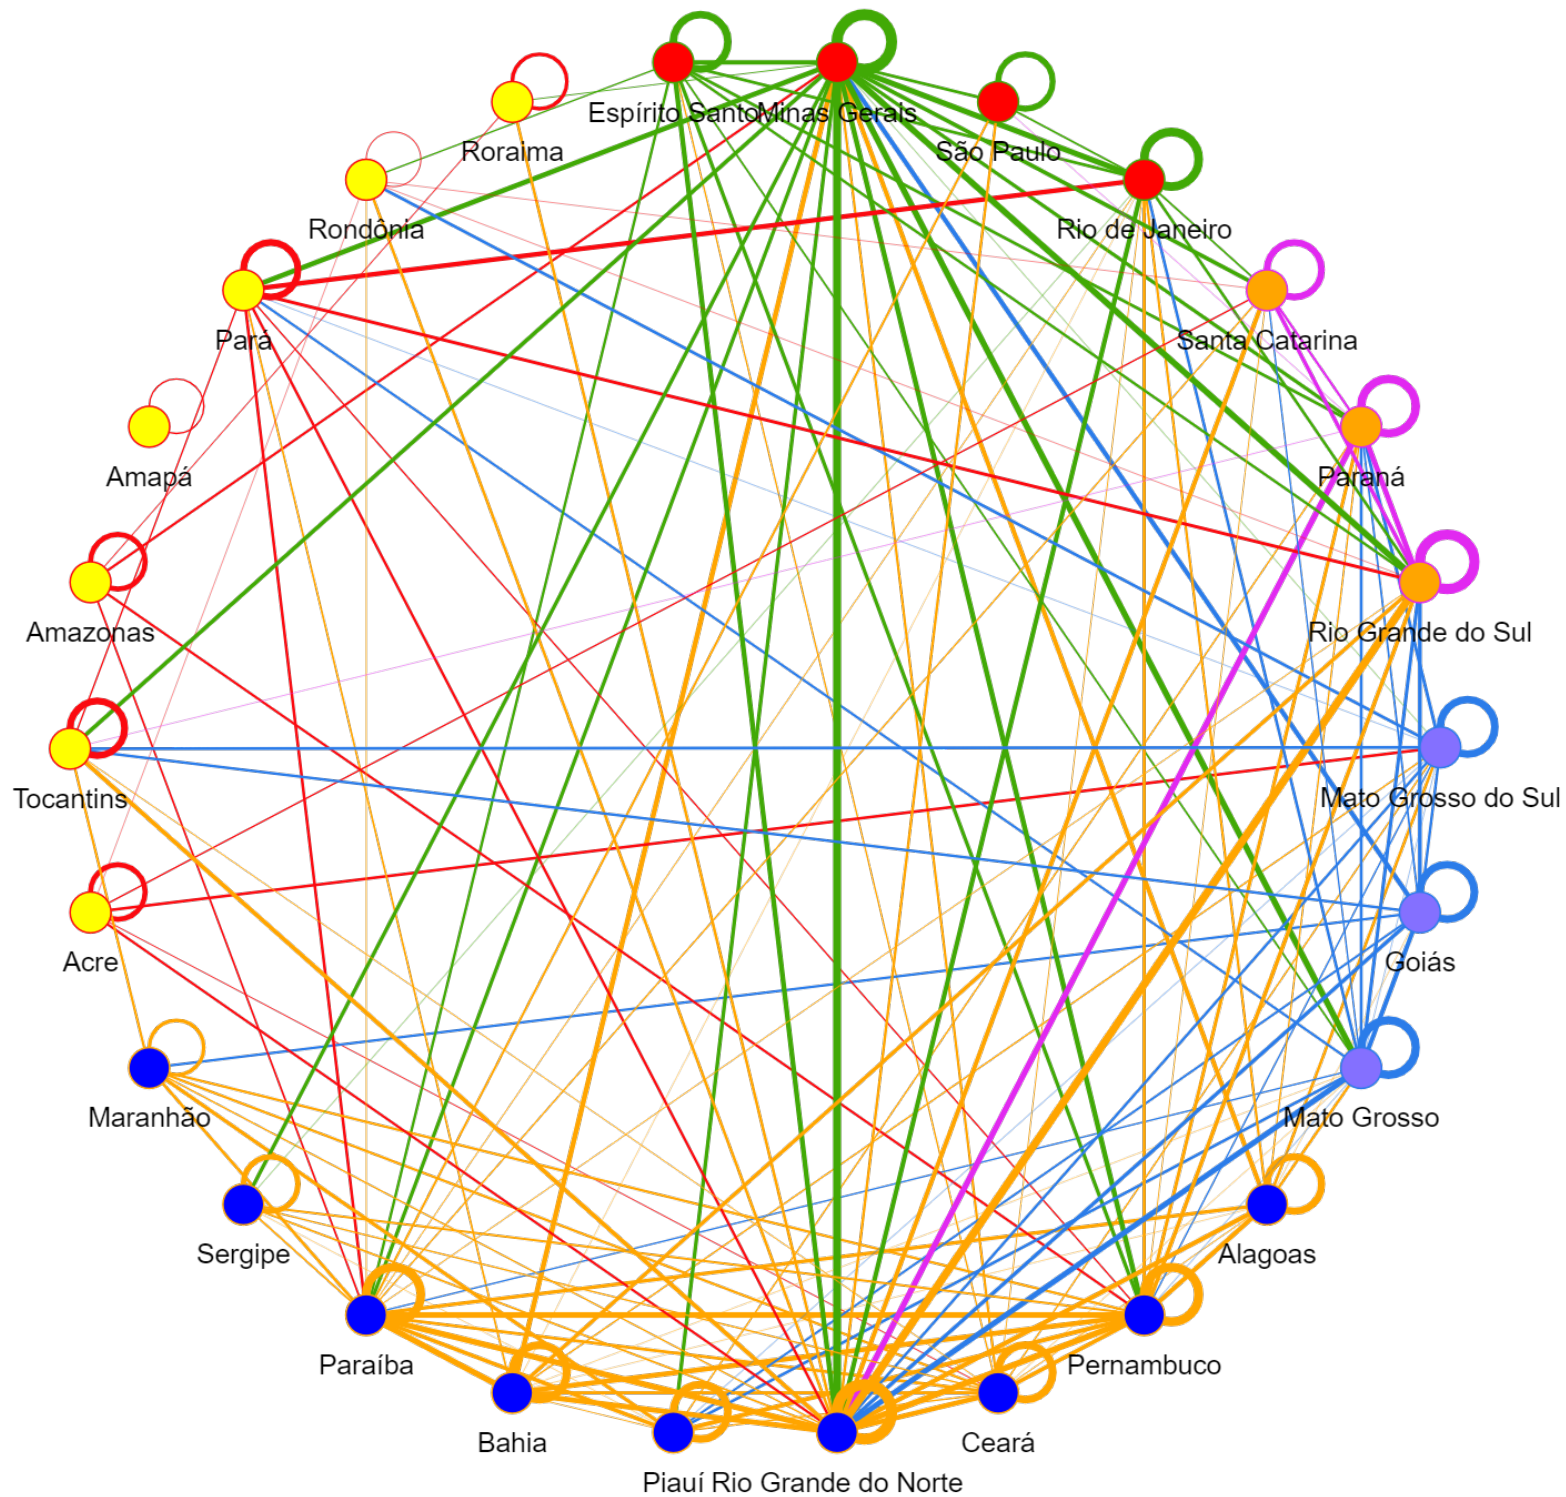 Espírito Santo
Minas Gerais
São Paulo
Roraima
Rondônia
Rio de Janeiro
Pará
Santa Catarina
Amapá
Paraná
Amazonas
Rio Grande do Sul
Tocantins
Mato Grosso do Sul
Acre
Goiás
Maranhão
Mato Grosso
Sergipe
Alagoas
Paraíba
Pernambuco
Bahia
Ceará
Piauí
Rio Grande do Norte